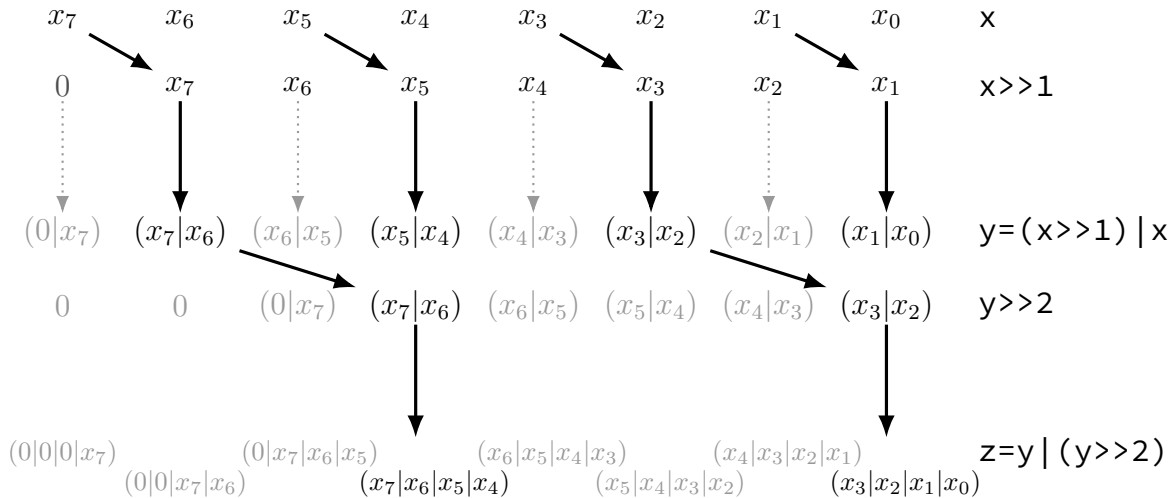 x₇ x₆ x₅ x₄ x₃ x₂ x₁ x₀ x
0 x₇ x₆ x₅ x₄ x₃ x₂ x₁ x>>1
(0|x₇) (x₇|x₆) (x₆|x₅) (x₅|x₄) (x₄|x₃) (x₃|x₂) (x₂|x₁) (x₁|x₀) y=(x>>1)|x
0 0 (0|x₇) (x₇|x₆) (x₆|x₅) (x₅|x₄) (x₄|x₃) (x₃|x₂) y>>2
(0|0|0|x₇) (0|x₇|x₆|x₅) (x₆|x₅|x₄|x₃) (x₄|x₃|x₂|x₁) z=y|(y>>2)
(0|0|x₇|x₆) (x₇|x₆|x₅|x₄) (x₅|x₄|x₃|x₂) (x₃|x₂|x₁|x₀)